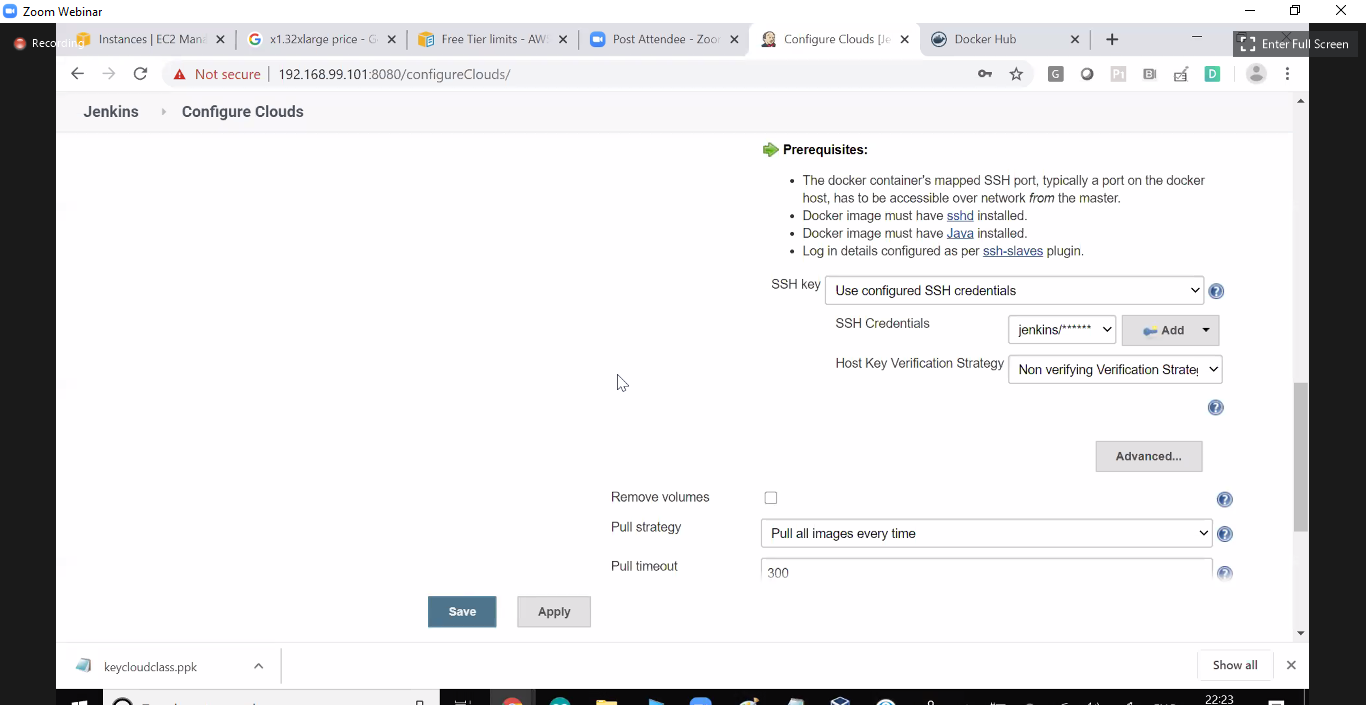 Zoom Webinar
Recording
Instances | EC2 Mana
x1.32xlarge price - G
Free Tier limits - AWS
Post Attendee - Zoom
Configure Clouds [Je
Docker Hub
Enter Full Screen
Not secure
192.168.99.101:8080/configureClouds/
Jenkins
Configure Clouds
Prerequisites:
• The docker container's mapped SSH port, typically a port on the docker
host, has to be accessible over network from the master.
• Docker image must have sshd installed.
• Docker image must have Java installed.
• Log in details configured as per ssh-slaves plugin.
SSH key
Use configured SSH credentials
SSH Credentials
jenkins/******
Add
Host Key Verification Strategy
Non verifying Verification Strate
Advanced...
Remove volumes
Pull strategy
Pull all images every time
Pull timeout
300
Save
Apply
keycloudclass.ppk
Show all
22:23